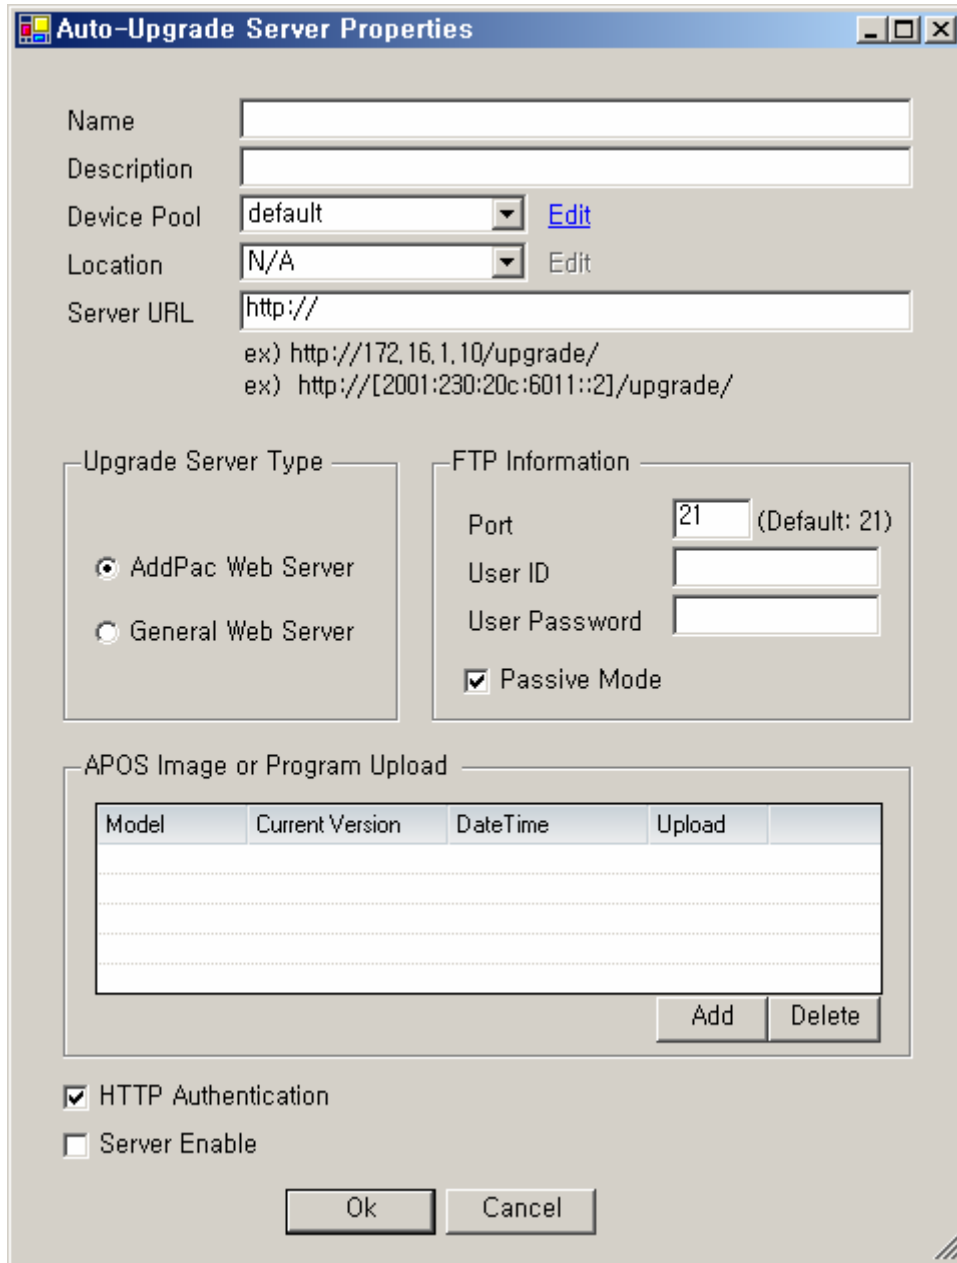 Auto-Upgrade Server Properties
Name
Description
Device Pool default Edit
Location N/A Edit
Server URL http://
ex) http://172.16.1.10/upgrade/
ex) http://[2001:230:20c:6011::2]/upgrade/
Upgrade Server Type
AddPac Web Server
General Web Server
FTP Information
Port 21 (Default: 21)
User ID
User Password
Passive Mode
APOS Image or Program Upload
Model Current Version DateTime Upload
Add Delete
HTTP Authentication
Server Enable
Ok Cancel